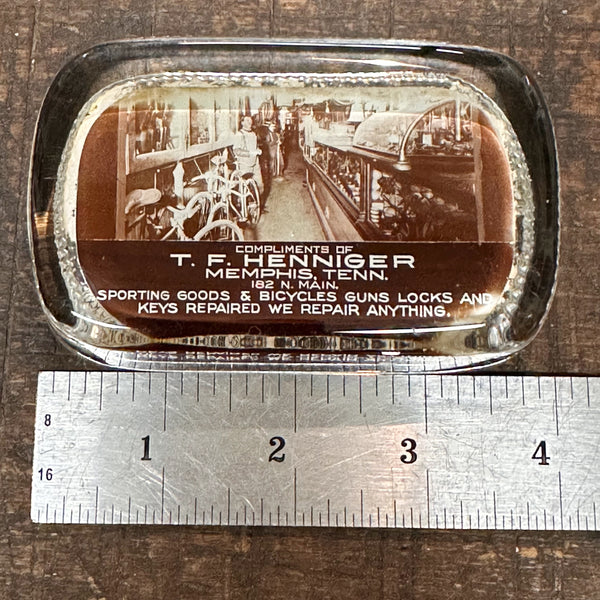 COMPLIMENTS OF
T. F. HENNIGER
MEMPHIS, TENN.
182 N. MAIN.
SPORTING GOODS & BICYCLES GUNS LOCKS AND
KEYS REPAIRED WE REPAIR ANYTHING.
8
1 2 3 4
16